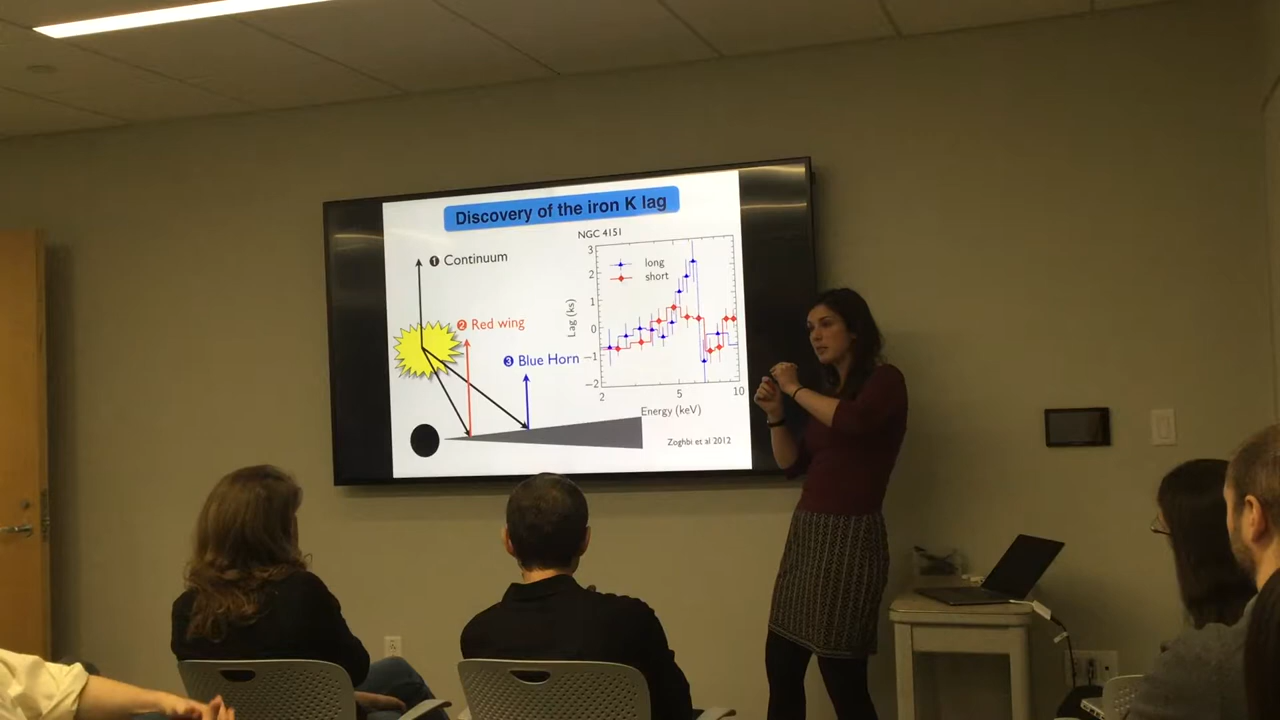 Discovery of the iron K lag
NGC 4151
❶ Continuum
❷ Red wing
❸ Blue Horn
long
short
Lag (ks)
3
2
1
0
−1
−2
2
5
10
Energy (keV)
Zoghbi et al 2012